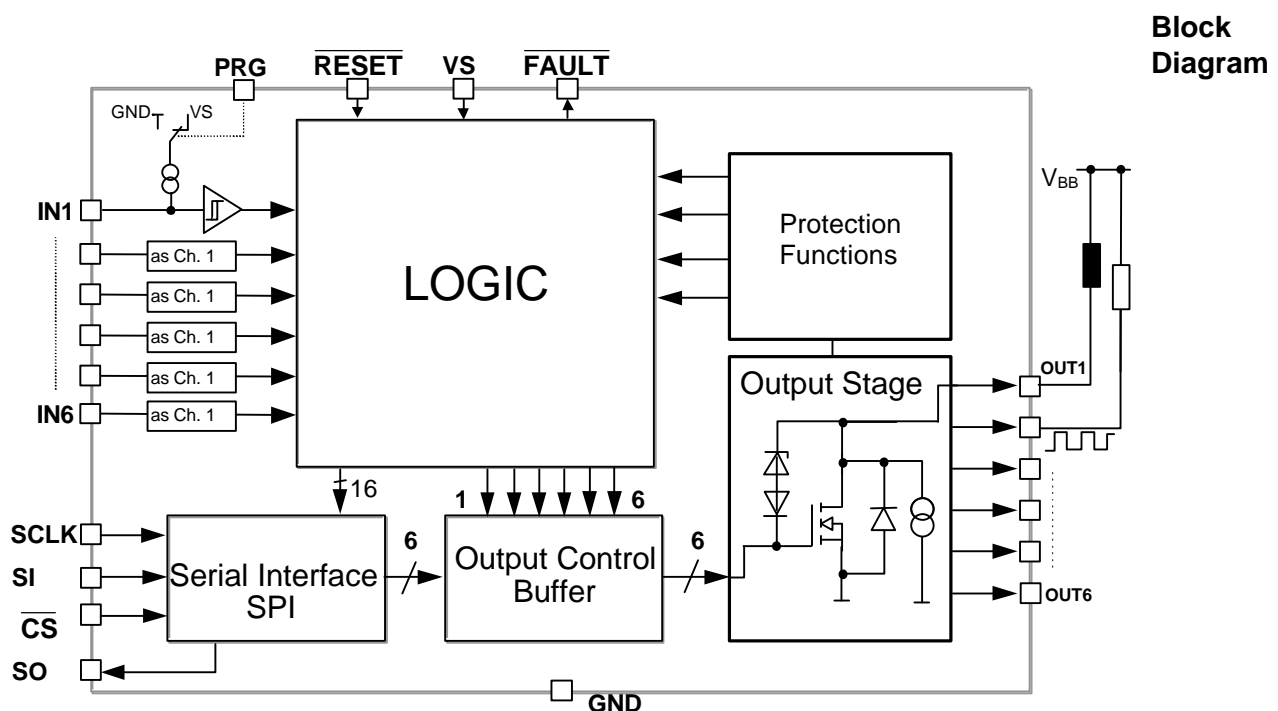 Block
Diagram
PRG
RESET
VS
FAULT
GND
VS
IN1
as Ch. 1
as Ch. 1
as Ch. 1
as Ch. 1
as Ch. 1
IN6
LOGIC
Protection
Functions
VBB
Output Stage
OUT1
OUT6
16
1
6
SCLK
SI
CS
SO
Serial Interface
SPI
6
Output Control
Buffer
6
GND